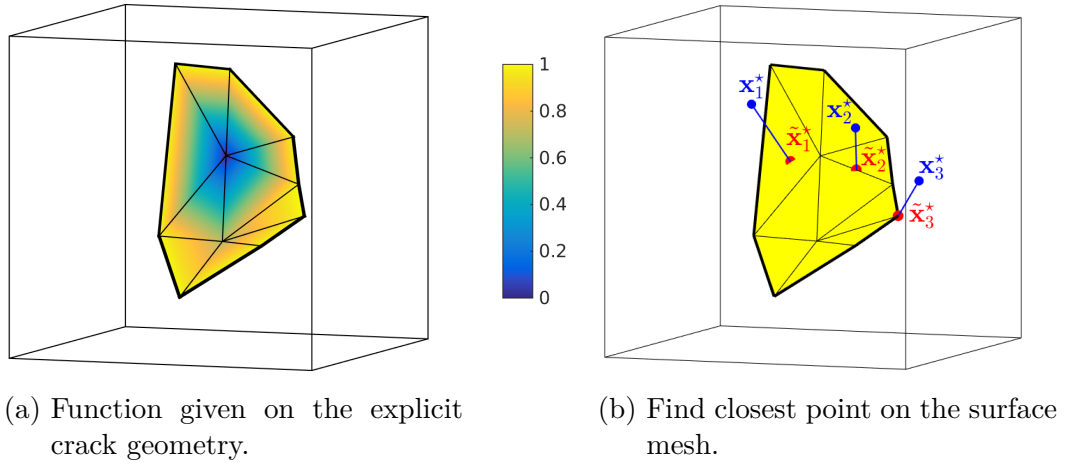 1
0.8
0.6
0.4
0.2
0
x₁*
x̃₁*
x₂*
x̃₂*
x₃*
x̃₃*
(a) Function given on the explicit
crack geometry.
(b) Find closest point on the surface
mesh.